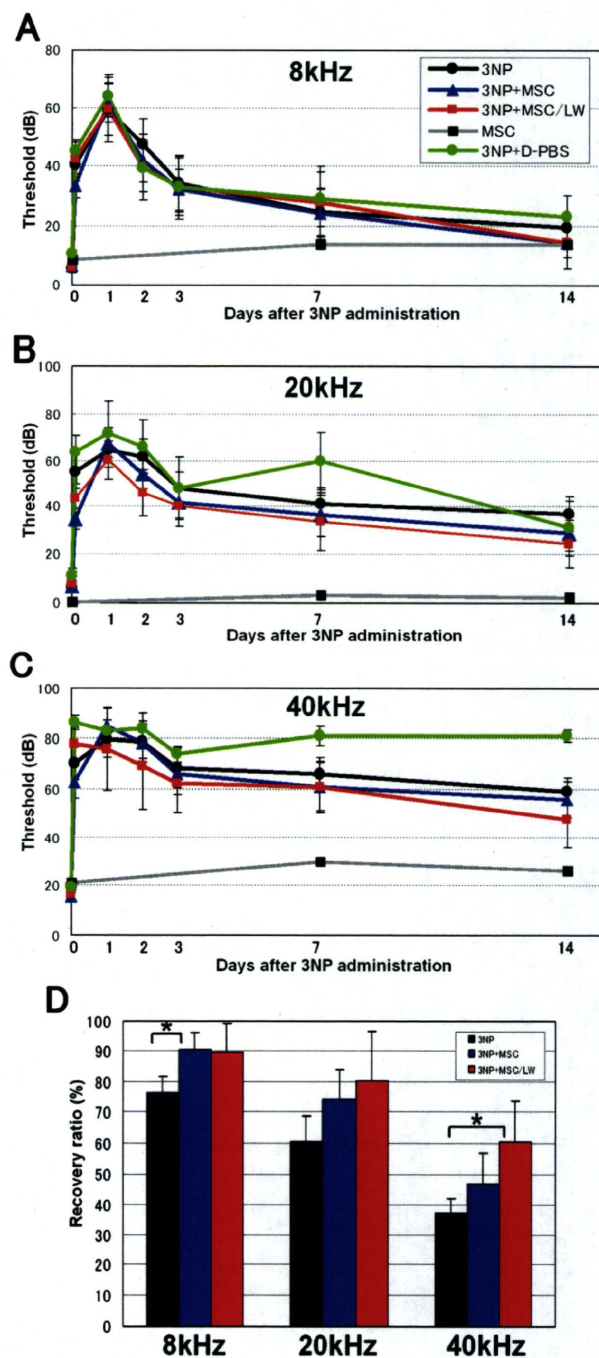 A
8kHz
3NP
3NP+MSC
3NP+MSC/LW
MSC
3NP+D-PBS
Threshold (dB)
80
60
40
20
0
0 1 2 3 7 14
Days after 3NP administration
B
20kHz
Threshold (dB)
100
80
60
40
20
0
0 1 2 3 7 14
Days after 3NP administration
C
40kHz
Threshold (dB)
100
80
60
40
20
0
0 1 2 3 7 14
Days after 3NP administration
D
Recovery ratio (%)
100
90
80
70
60
50
40
30
20
10
0
*
*
3NP
3NP+MSC
3NP+MSC/LW
8kHz 20kHz 40kHz